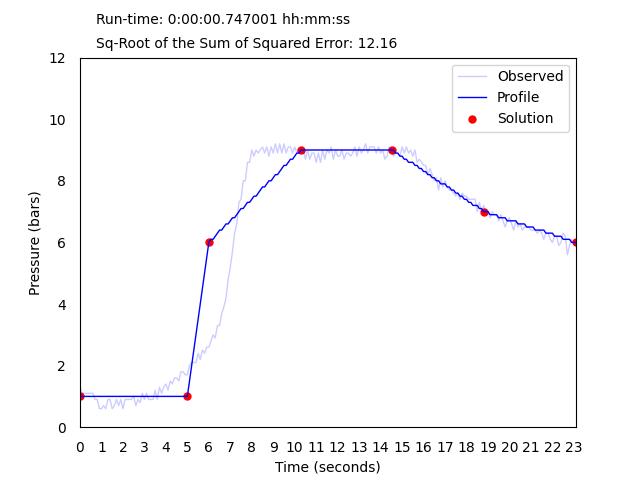 Run-time: 0:00:00.747001 hh:mm:ss
Sq-Root of the Sum of Squared Error: 12.16
12
10
8
6
4
2
0
Pressure (bars)
Observed
Profile
Solution
0 1 2 3 4 5 6 7 8 9 10 11 12 13 14 15 16 17 18 19 20 21 22 23
Time (seconds)